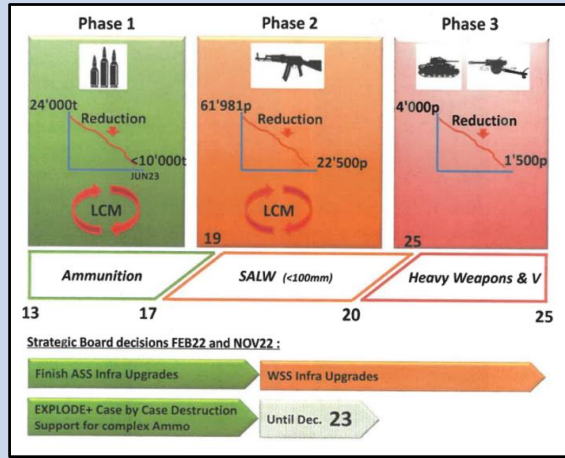 Phase 1
Phase 2
Phase 3
24'000t
Reduction
<10'000t
JUN23
LCM
61'981p
Reduction
22'500p
LCM
4'000p
Reduction
1'500p
19
25
Ammunition
SALW (<100mm)
Heavy Weapons & V
13
17
20
25
Strategic Board decisions FEB22 and NOV22 :
Finish ASS Infra Upgrades
WSS Infra Upgrades
EXPLODE+ Case by Case Destruction
Support for complex Ammo
Until Dec. 23